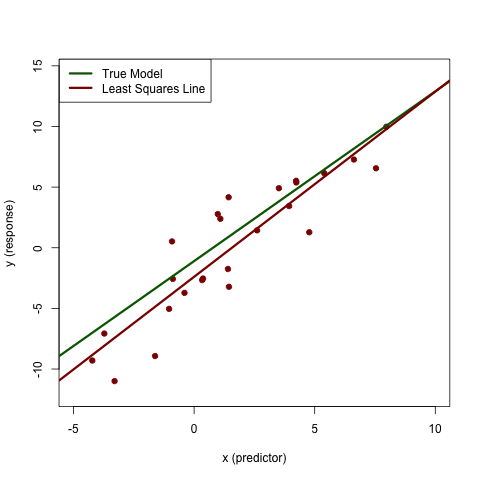 True Model
Least Squares Line
15
10
5
0
-5
-10
y (response)
-5 0 5 10
x (predictor)